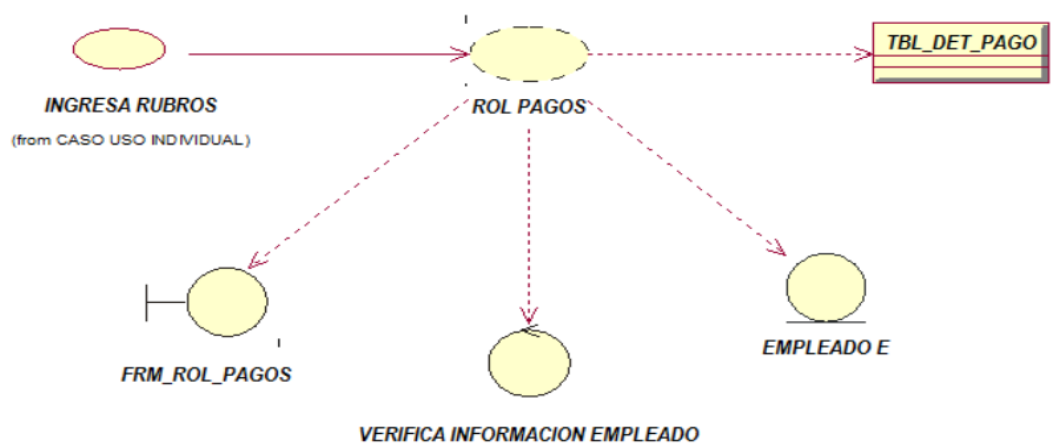 TBL_DET_PAGO
INGRESA RUBROS
(from CASO USO INDIVIDUAL)
ROL PAGOS
FRM_ROL_PAGOS
EMPLEADO E
VERIFICA INFORMACION EMPLEADO